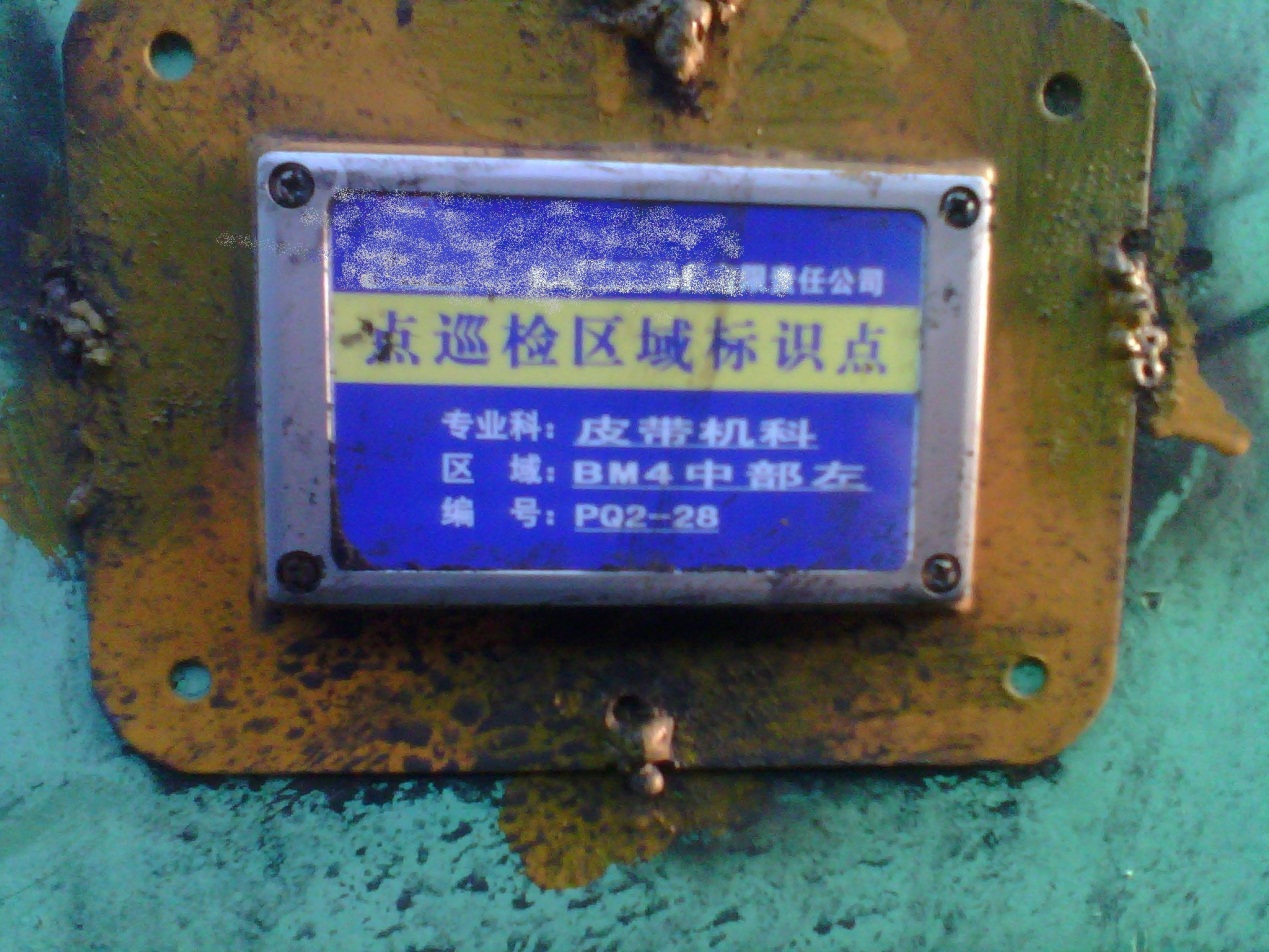 限责任公司
点巡检区域标识点
专业科：皮带机科
区 域：BM4中部左
编 号：PQ2-28